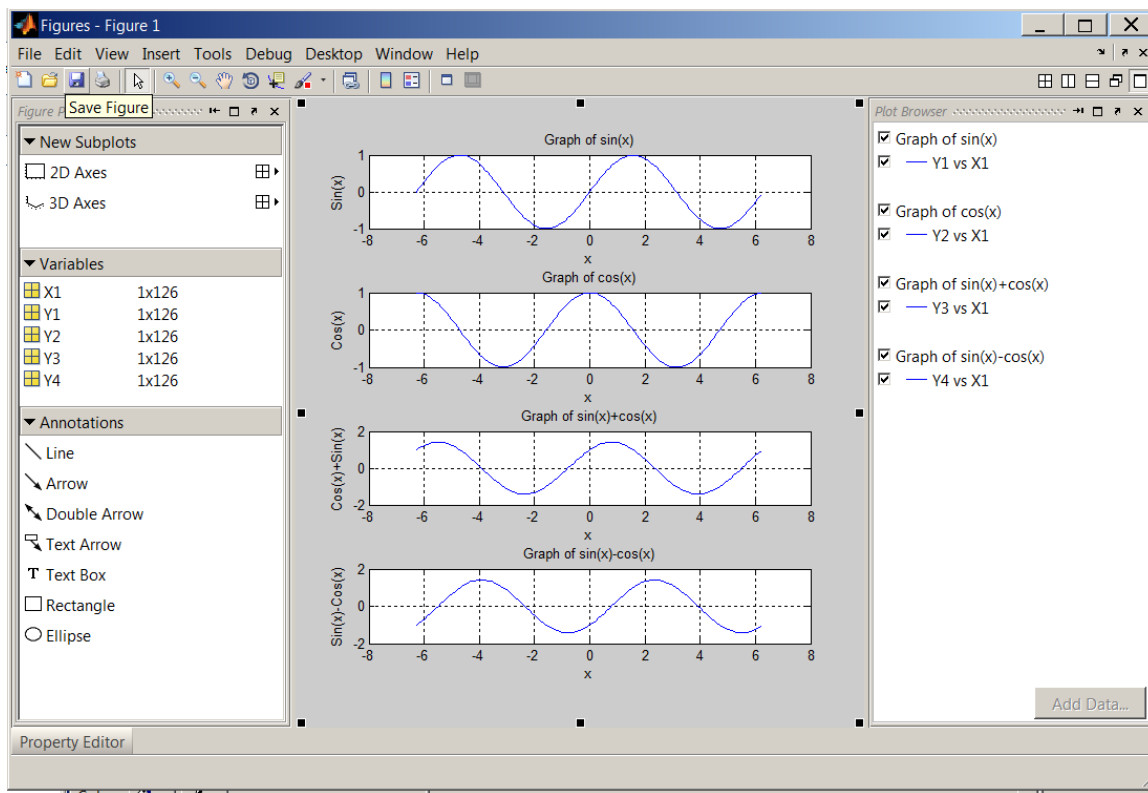 Figures - Figure 1
File Edit View Insert Tools Debug Desktop Window Help
Save Figure
Figure P
New Subplots
2D Axes
3D Axes
Variables
X1 1x126
Y1 1x126
Y2 1x126
Y3 1x126
Y4 1x126
Annotations
Line
Arrow
Double Arrow
Text Arrow
T Text Box
Rectangle
Ellipse
Graph of sin(x)
Sin(x)
1
0
-1
-8 -6 -4 -2 0 2 4 6 8
x
Graph of cos(x)
Cos(x)
1
0
-1
-8 -6 -4 -2 0 2 4 6 8
x
Graph of sin(x)+cos(x)
Cos(x)+Sin(x)
2
0
-2
-8 -6 -4 -2 0 2 4 6 8
x
Graph of sin(x)-cos(x)
Sin(x)-Cos(x)
2
0
-2
-8 -6 -4 -2 0 2 4 6 8
x
Plot Browser
Graph of sin(x)
Y1 vs X1
Graph of cos(x)
Y2 vs X1
Graph of sin(x)+cos(x)
Y3 vs X1
Graph of sin(x)-cos(x)
Y4 vs X1
Add Data...
Property Editor